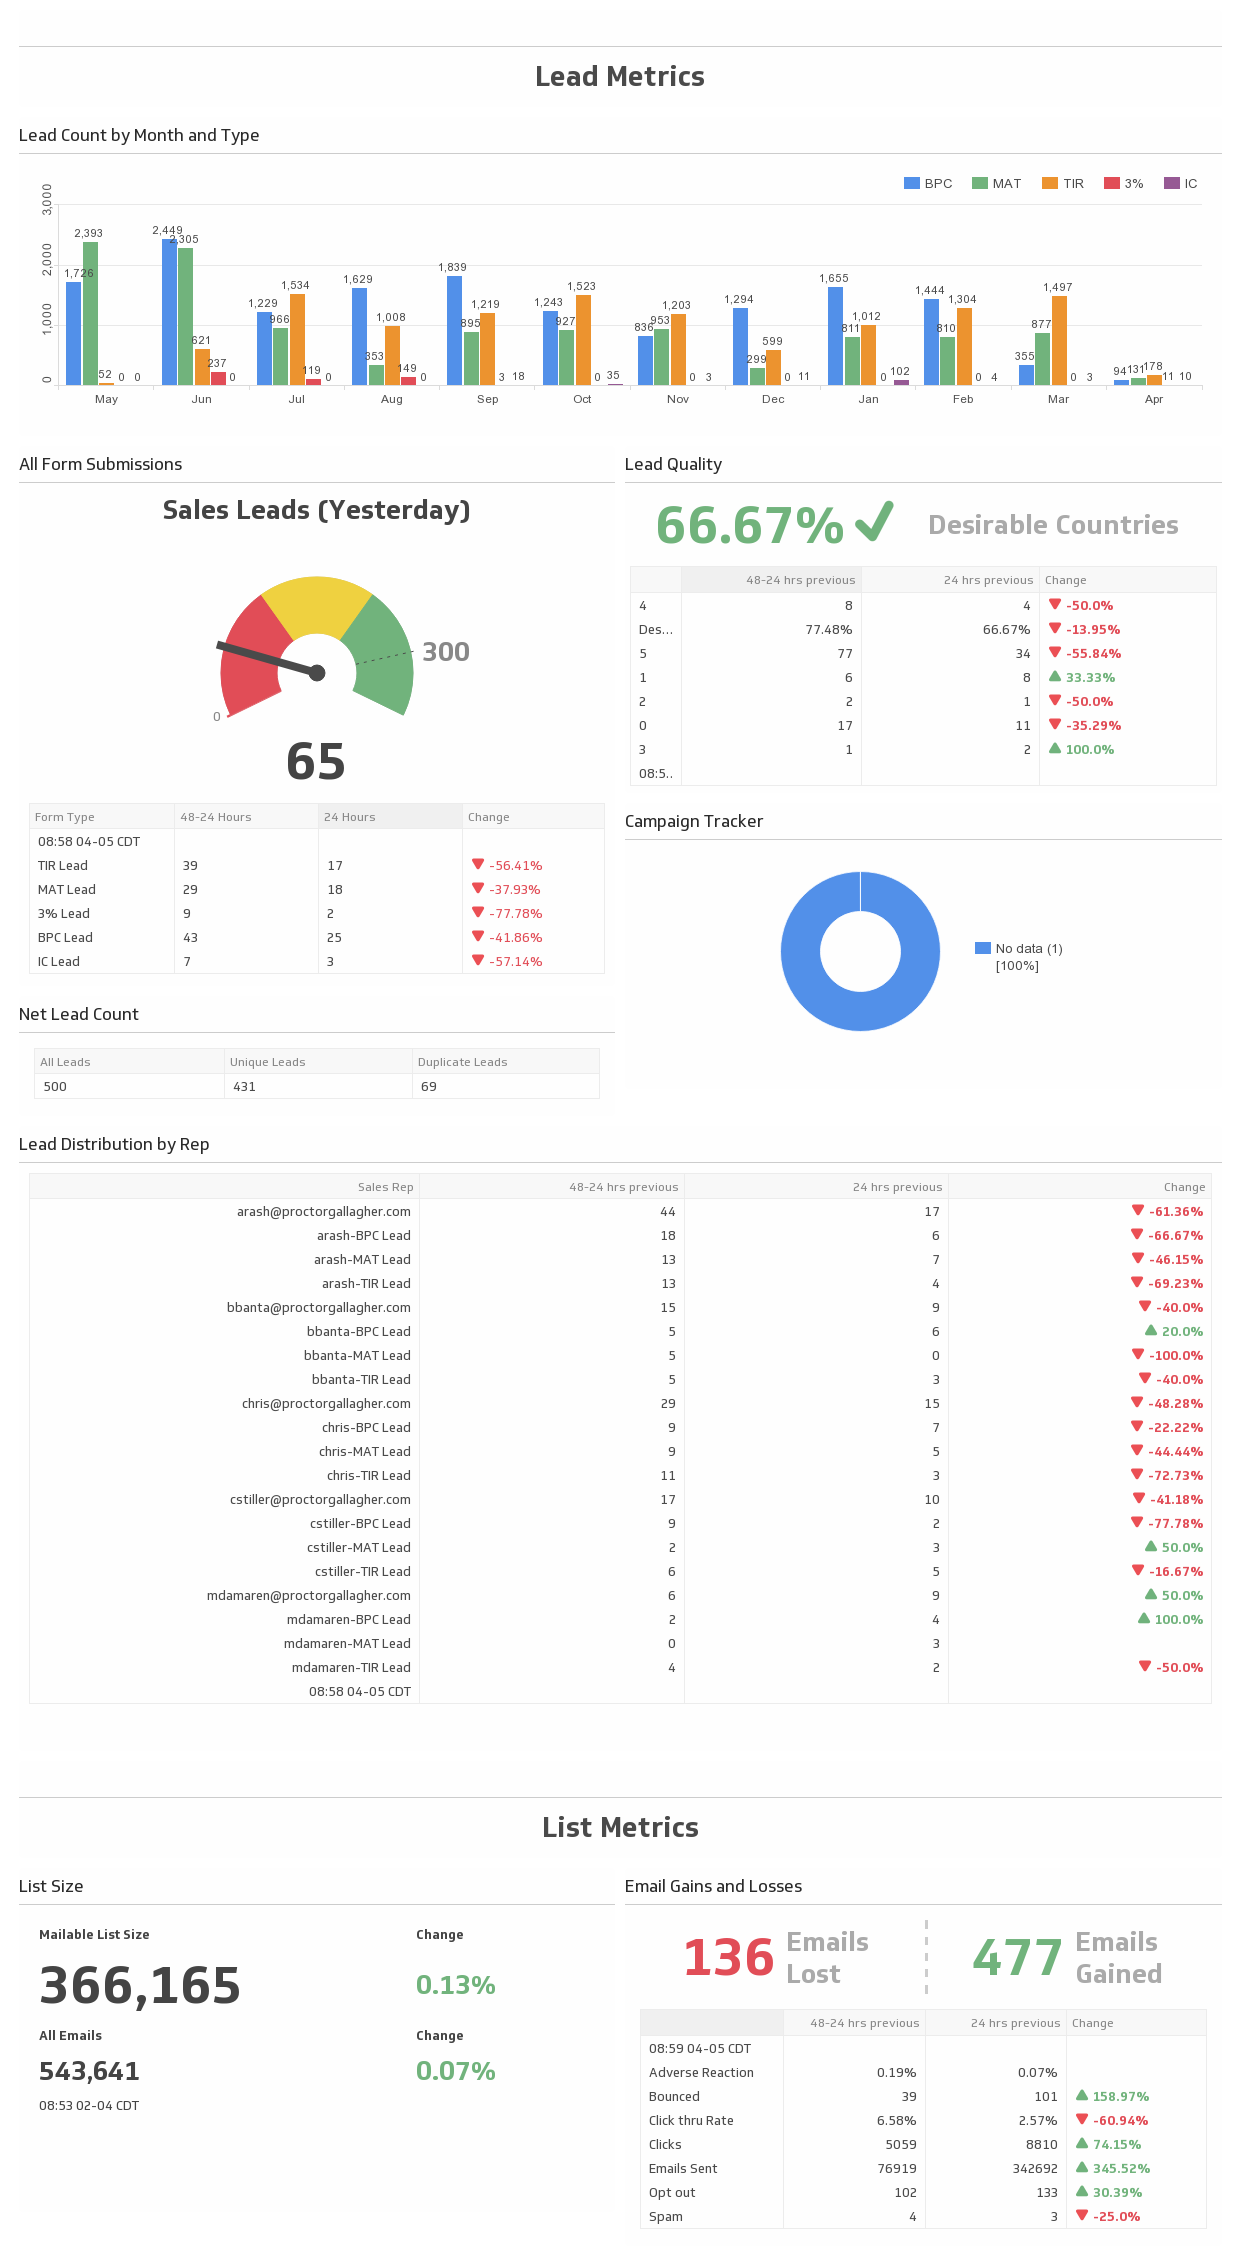 Lead Metrics
Lead Count by Month and Type
BPC MAT TIR 3% IC
3,000
2,000
1,000
0
1,726 2,393 52 0 0
2,449 2,305 621 237 0
1,229 966 1,534 119 0
1,629 353 1,008 149 0
1,839 895 1,219 3 18
1,243 927 1,523 0 35
836 953 1,203 0 3
1,294 299 599 0 11
1,655 811 1,012 0 102
1,444 810 1,304 0 4
355 877 1,497 0 3
94 131 178 11 10
May Jun Jul Aug Sep Oct Nov Dec Jan Feb Mar Apr
All Form Submissions
Sales Leads (Yesterday)
300
0
65
Form Type 48-24 Hours 24 Hours Change
08:58 04-05 CDT
TIR Lead 39 17 -56.41%
MAT Lead 29 18 -37.93%
3% Lead 9 2 -77.78%
BPC Lead 43 25 -41.86%
IC Lead 7 3 -57.14%
Lead Quality
66.67% Desirable Countries
48-24 hrs previous 24 hrs previous Change
4 8 4 -50.0%
Des... 77.48% 66.67% -13.95%
5 77 34 -55.84%
1 6 8 33.33%
2 2 1 -50.0%
0 17 11 -35.29%
3 1 2 100.0%
08:5..
Campaign Tracker
No data (1)
[100%]
Net Lead Count
All Leads Unique Leads Duplicate Leads
500 431 69
Lead Distribution by Rep
Sales Rep 48-24 hrs previous 24 hrs previous Change
arash@proctorgallagher.com 44 17 -61.36%
arash-BPC Lead 18 6 -66.67%
arash-MAT Lead 13 7 -46.15%
arash-TIR Lead 13 4 -69.23%
bbanta@proctorgallagher.com 15 9 -40.0%
bbanta-BPC Lead 5 6 20.0%
bbanta-MAT Lead 5 0 -100.0%
bbanta-TIR Lead 5 3 -40.0%
chris@proctorgallagher.com 29 15 -48.28%
chris-BPC Lead 9 7 -22.22%
chris-MAT Lead 9 5 -44.44%
chris-TIR Lead 11 3 -72.73%
cstiller@proctorgallagher.com 17 10 -41.18%
cstiller-BPC Lead 9 2 -77.78%
cstiller-MAT Lead 2 3 50.0%
cstiller-TIR Lead 6 5 -16.67%
mdamaren@proctorgallagher.com 6 9 50.0%
mdamaren-BPC Lead 2 4 100.0%
mdamaren-MAT Lead 0 3
mdamaren-TIR Lead 4 2 -50.0%
08:58 04-05 CDT
List Metrics
List Size
Mailable List Size Change
366,165 0.13%
All Emails Change
543,641 0.07%
08:53 02-04 CDT
Email Gains and Losses
136 Emails Lost
477 Emails Gained
48-24 hrs previous 24 hrs previous Change
08:59 04-05 CDT
Adverse Reaction 0.19% 0.07%
Bounced 39 101 158.97%
Click thru Rate 6.58% 2.57% -60.94%
Clicks 5059 8810 74.15%
Emails Sent 76919 342692 345.52%
Opt out 102 133 30.39%
Spam 4 3 -25.0%